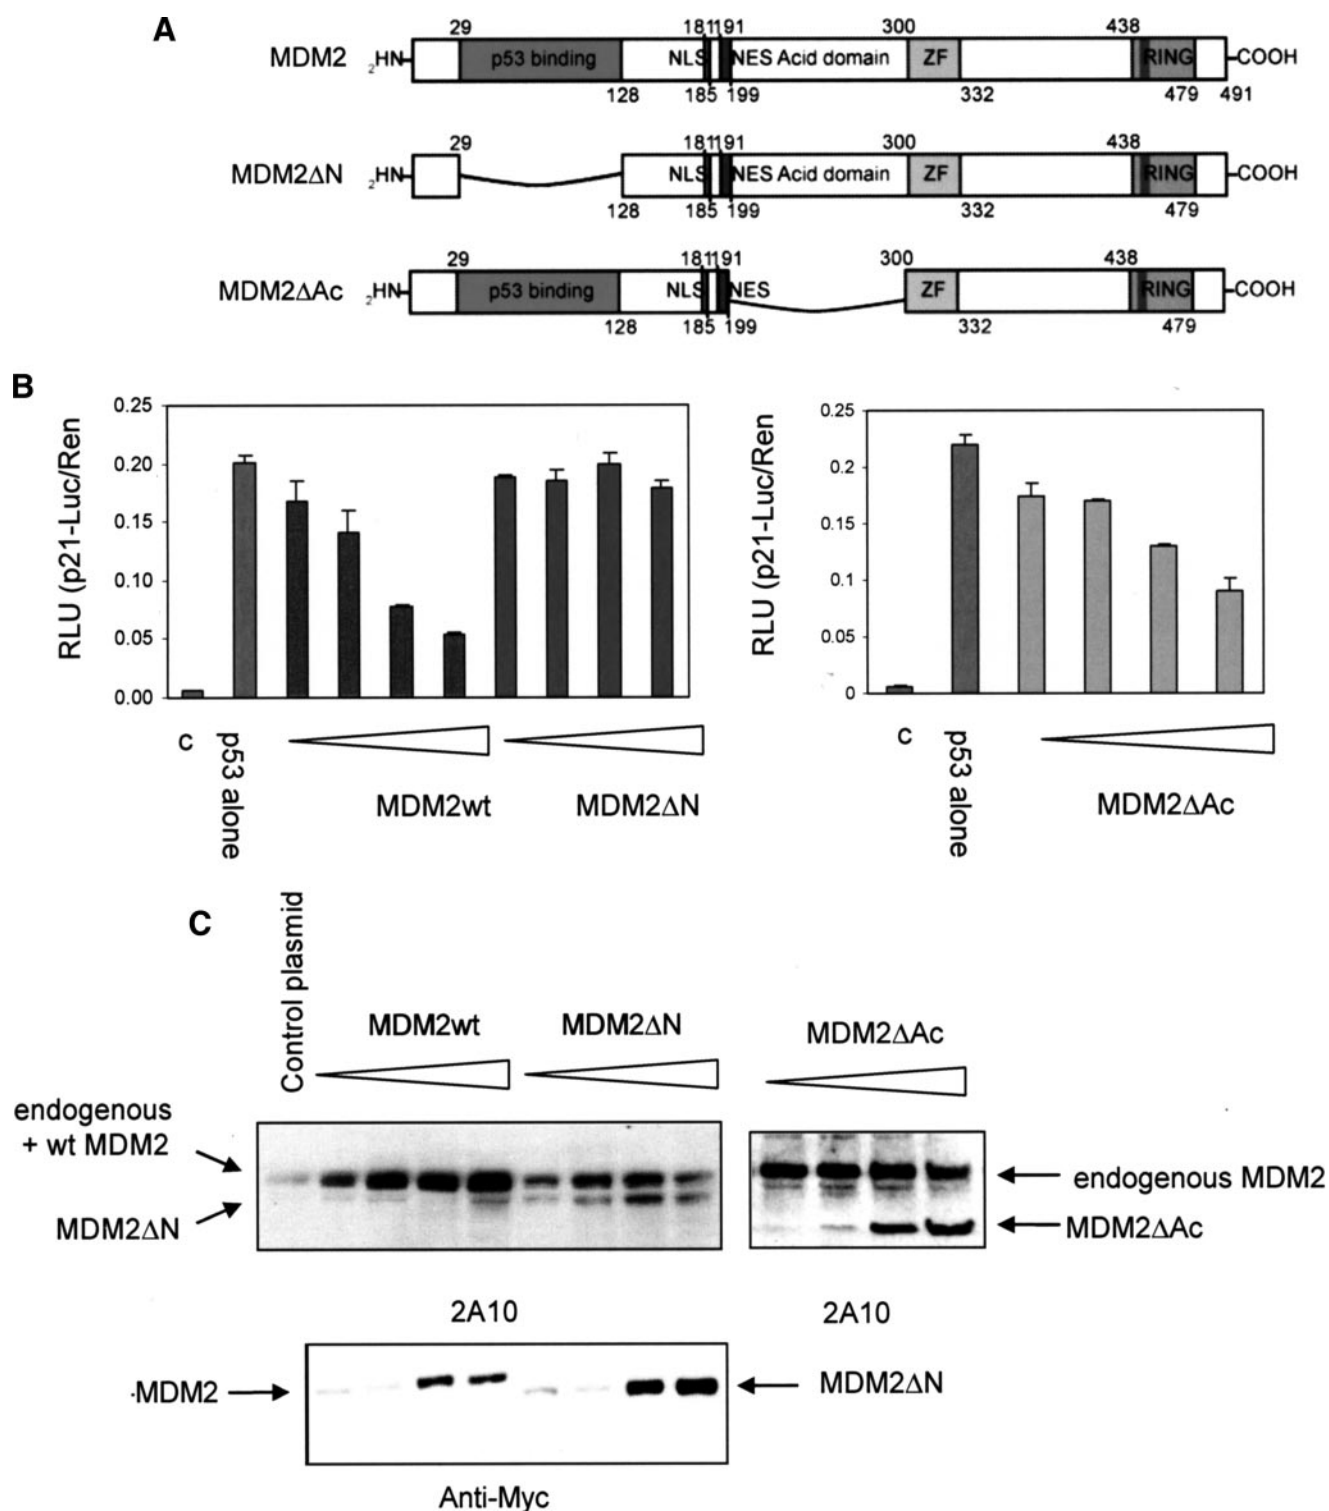 A
29 181 191 300 438
MDM2 2HN p53 binding NLS NES Acid domain ZF RING COOH
128 185 199 332 479 491
29 181 191 300 438
MDM2ΔN 2HN NLS NES Acid domain ZF RING COOH
128 185 199 332 479
29 181 191 300 438
MDM2ΔAc 2HN p53 binding NLS NES ZF RING COOH
128 185 199 332 479
B
RLU (p21-Luc/Ren
0.25
0.20
0.15
0.10
0.05
0.00
c
p53 alone
MDM2wt
MDM2ΔN
RLU (p21-Luc/Ren
0.25
0.2
0.15
0.1
0.05
0
c
p53 alone
MDM2ΔAc
C
Control plasmid
MDM2wt
MDM2ΔN
MDM2ΔAc
endogenous
+ wt MDM2
MDM2ΔN
endogenous MDM2
MDM2ΔAc
2A10
2A10
MDM2
MDM2ΔN
Anti-Myc